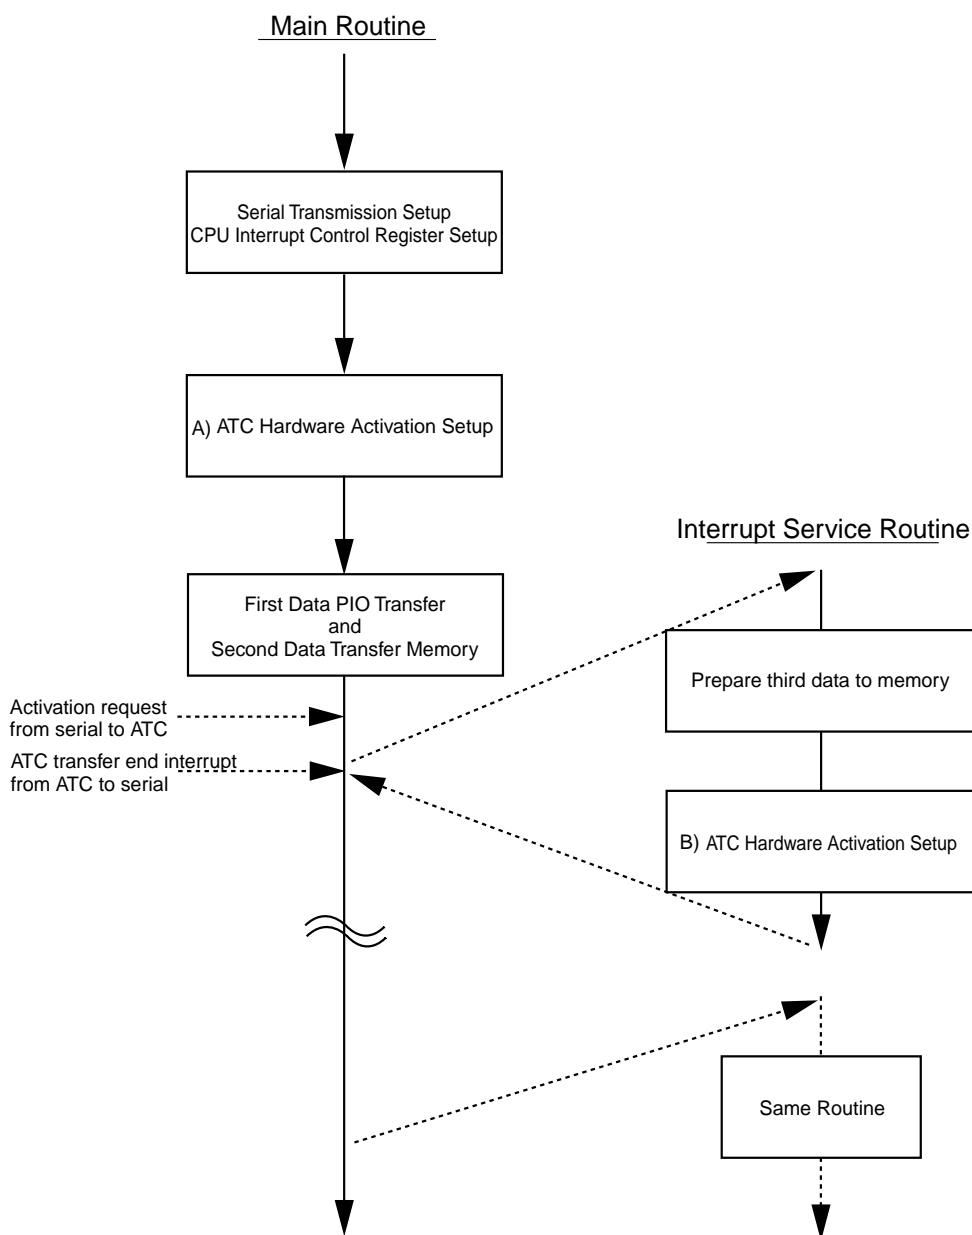 Main Routine
Serial Transmission Setup
CPU Interrupt Control Register Setup
A) ATC Hardware Activation Setup
Interrupt Service Routine
First Data PIO Transfer
and
Second Data Transfer Memory
Prepare third data to memory
Activation request
from serial to ATC
ATC transfer end interrupt
from ATC to serial
B) ATC Hardware Activation Setup
Same Routine